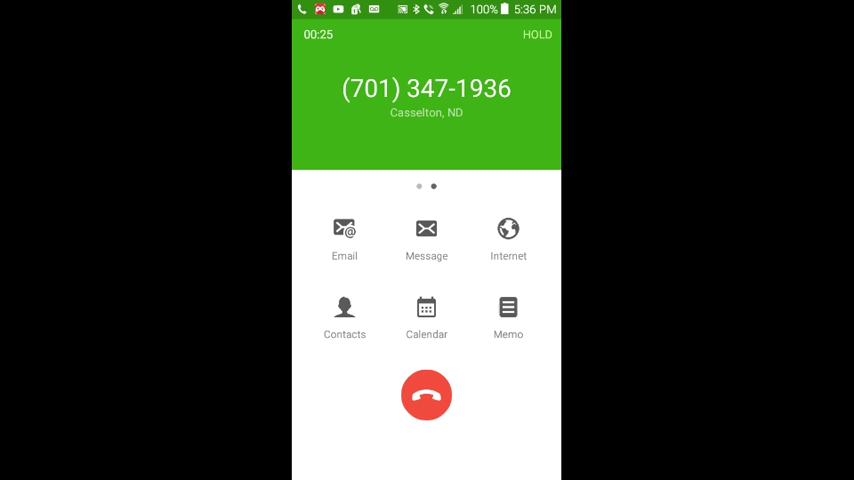 100% 5:36 PM
00:25 HOLD
(701) 347-1936
Casselton, ND
Email Message Internet
Contacts Calendar Memo